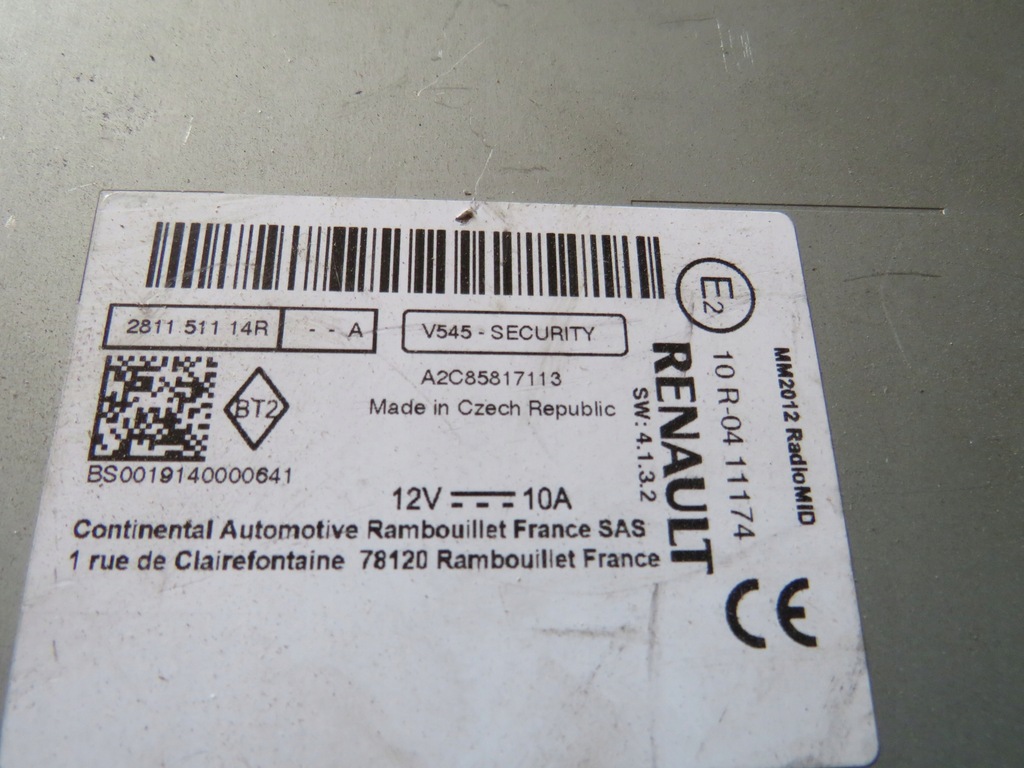 2811 511 14R - - A
V545 - SECURITY
A2C85817113
Made in Czech Republic
BT2
BS0019140000641
12V 10A
Continental Automotive Rambouillet France SAS
1 rue de Clairefontaine 78120 Rambouillet France
RENAULT
SW: 4.1.3.2
E2
10 R-04 11174
MM2012 RadioMID
CE